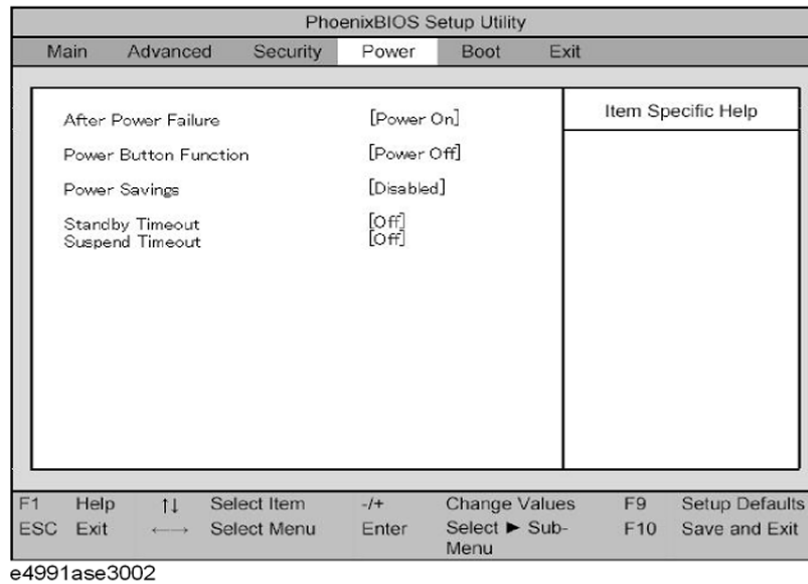 PhoenixBIOS Setup Utility
Main Advanced Security Power Boot Exit
Item Specific Help
After Power Failure [Power On]
Power Button Function [Power Off]
Power Savings [Disabled]
Standby Timeout [Off]
Suspend Timeout [Off]
F1 Help ↑↓ Select Item -/+ Change Values F9 Setup Defaults
ESC Exit ←→ Select Menu Enter Select ► Sub-Menu F10 Save and Exit
e4991ase3002